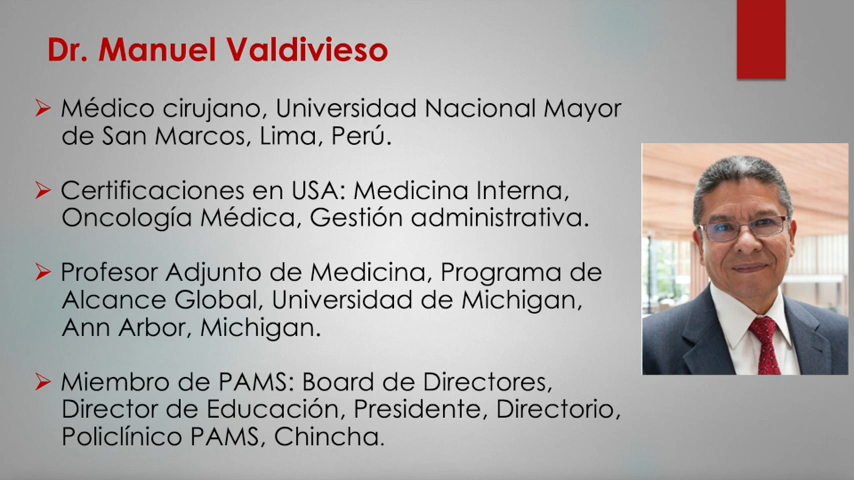 Dr. Manuel Valdivieso
Médico cirujano, Universidad Nacional Mayor
de San Marcos, Lima, Perú.
Certificaciones en USA: Medicina Interna,
Oncología Médica, Gestión administrativa.
Profesor Adjunto de Medicina, Programa de
Alcance Global, Universidad de Michigan,
Ann Arbor, Michigan.
Miembro de PAMS: Board de Directores,
Director de Educación, Presidente, Directorio,
Policlínico PAMS, Chincha.